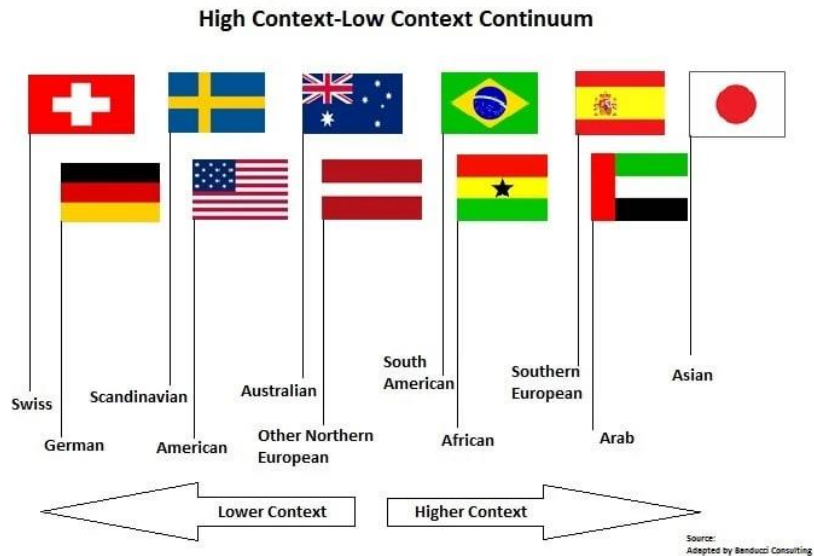 High Context-Low Context Continuum
Swiss
German
Scandinavian
American
Australian
Other Northern
European
South
American
African
Southern
European
Arab
Asian
Lower Context
Higher Context
Source:
Adapted by Banducci Consulting